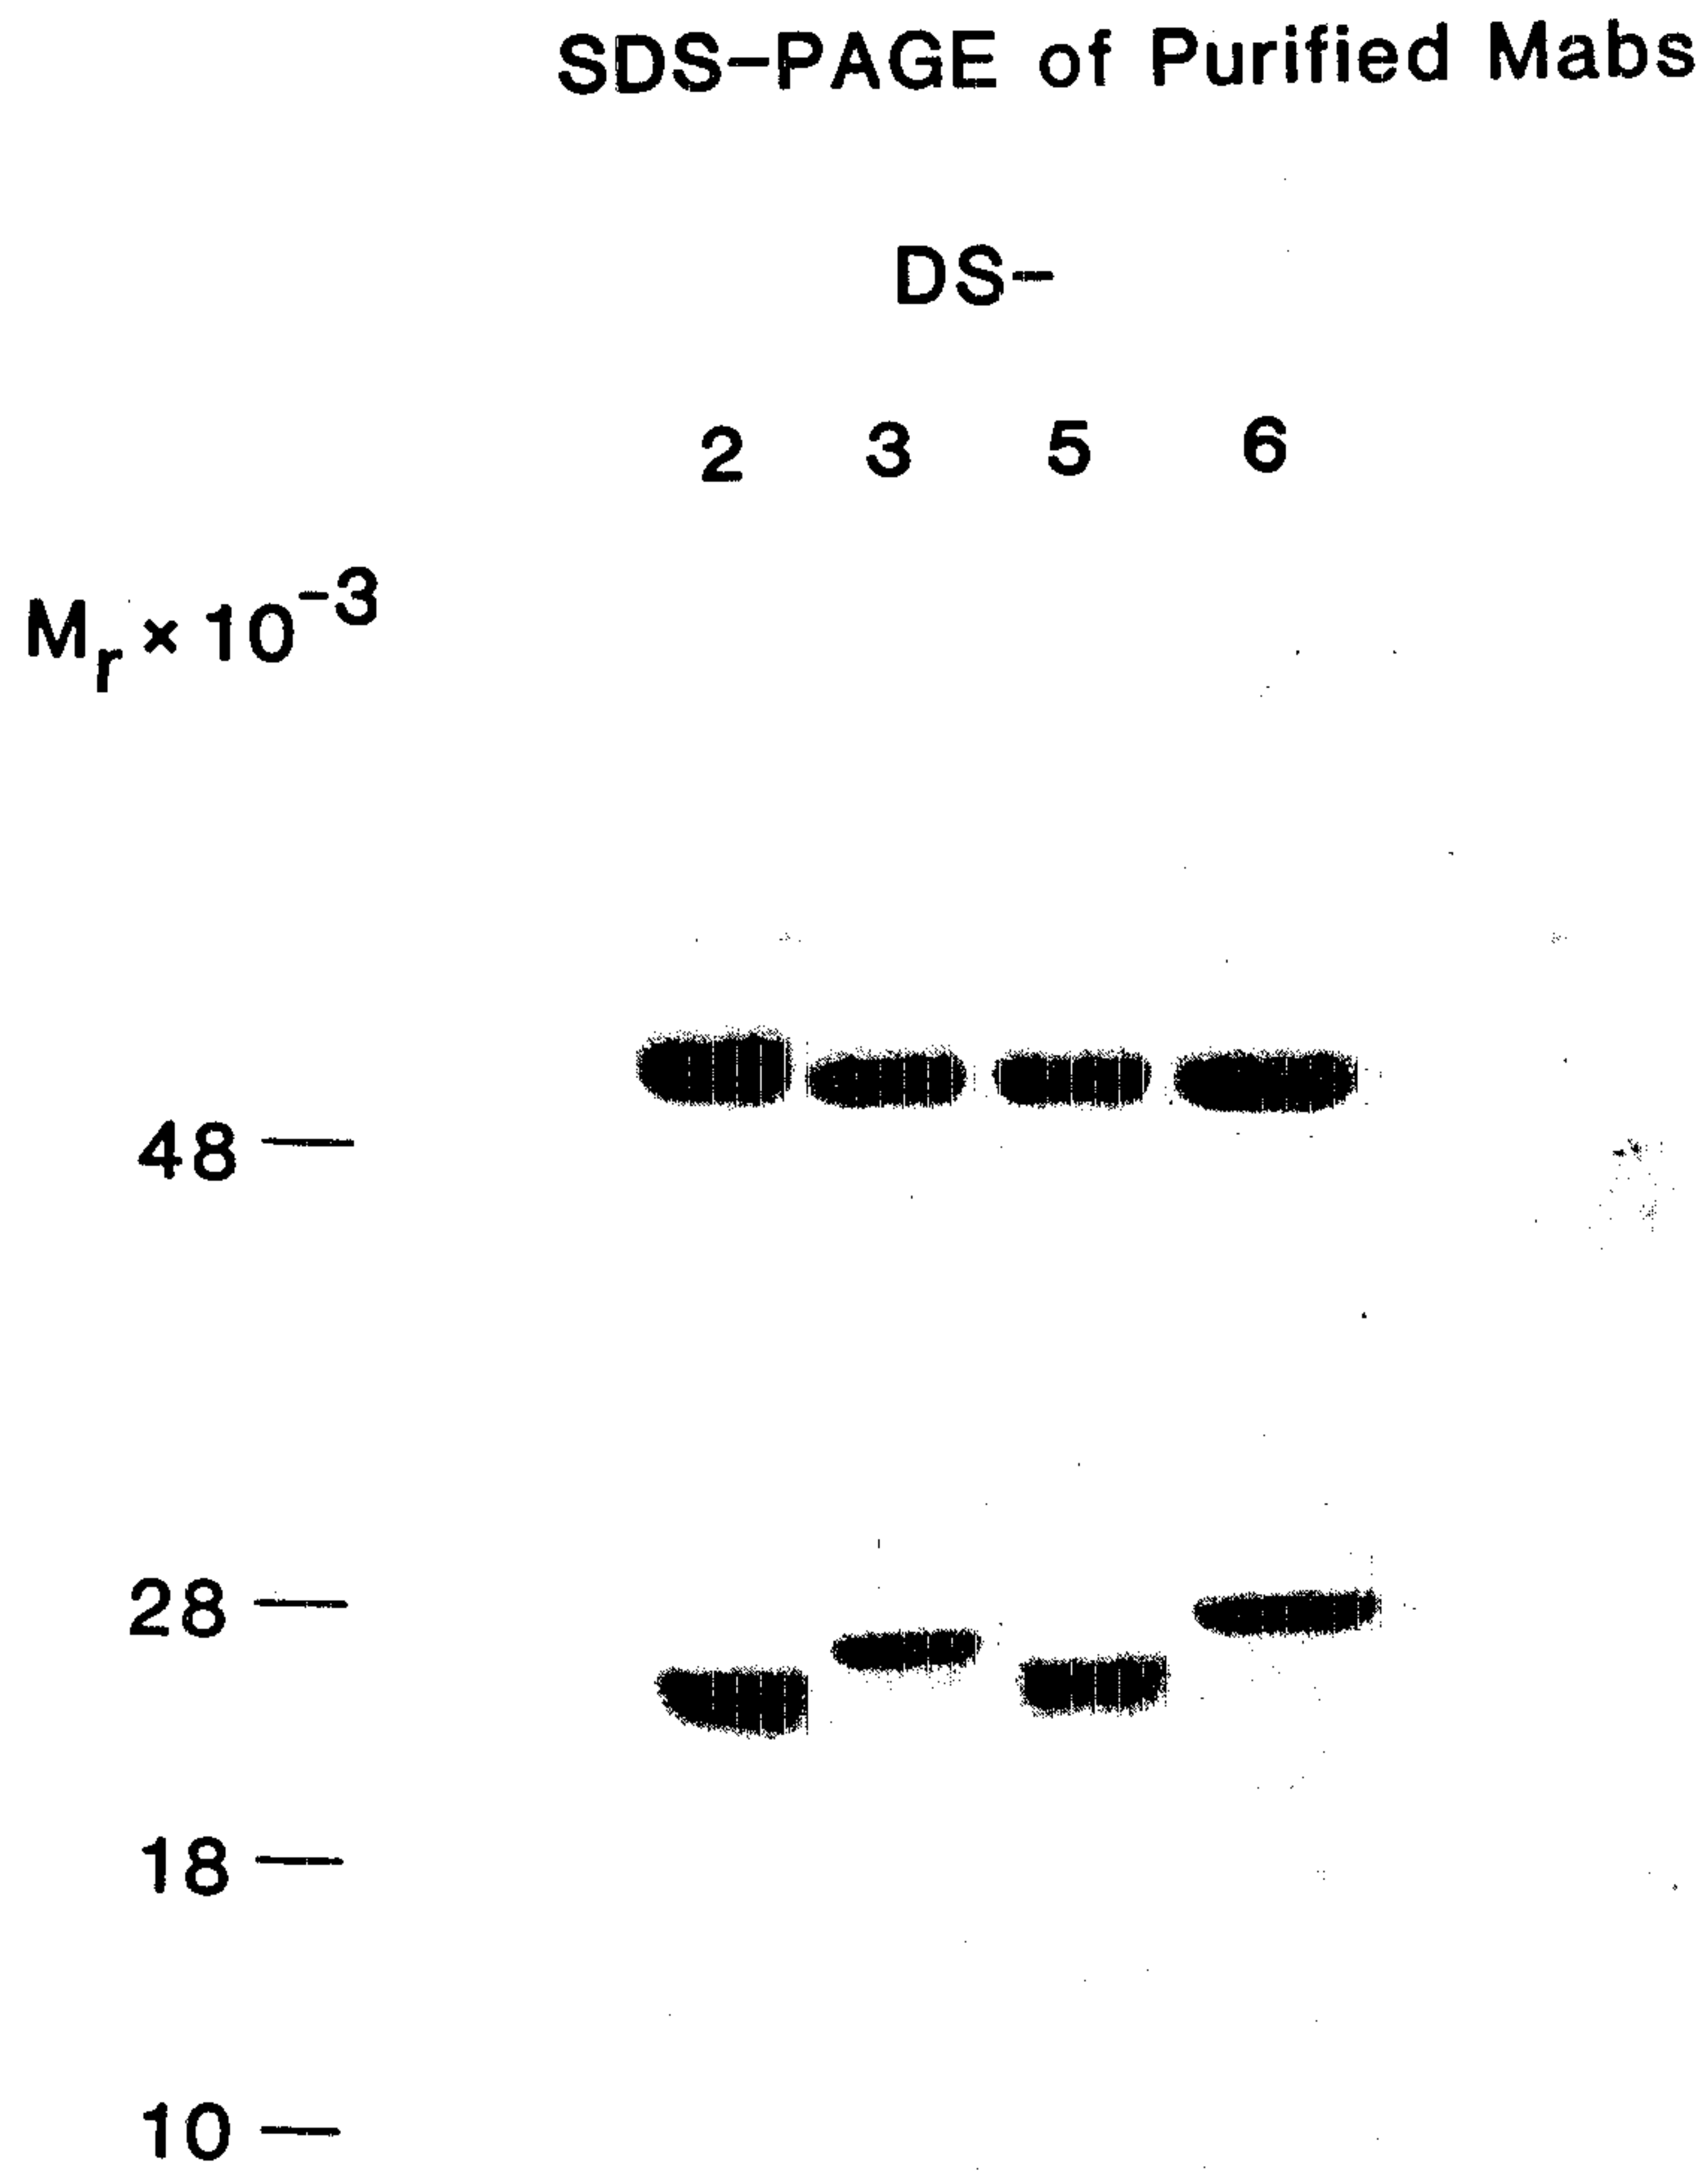 SDS-PAGE of Purified Mabs
DS-
2 3 5 6
Mr × 10-3
48
28
18
10